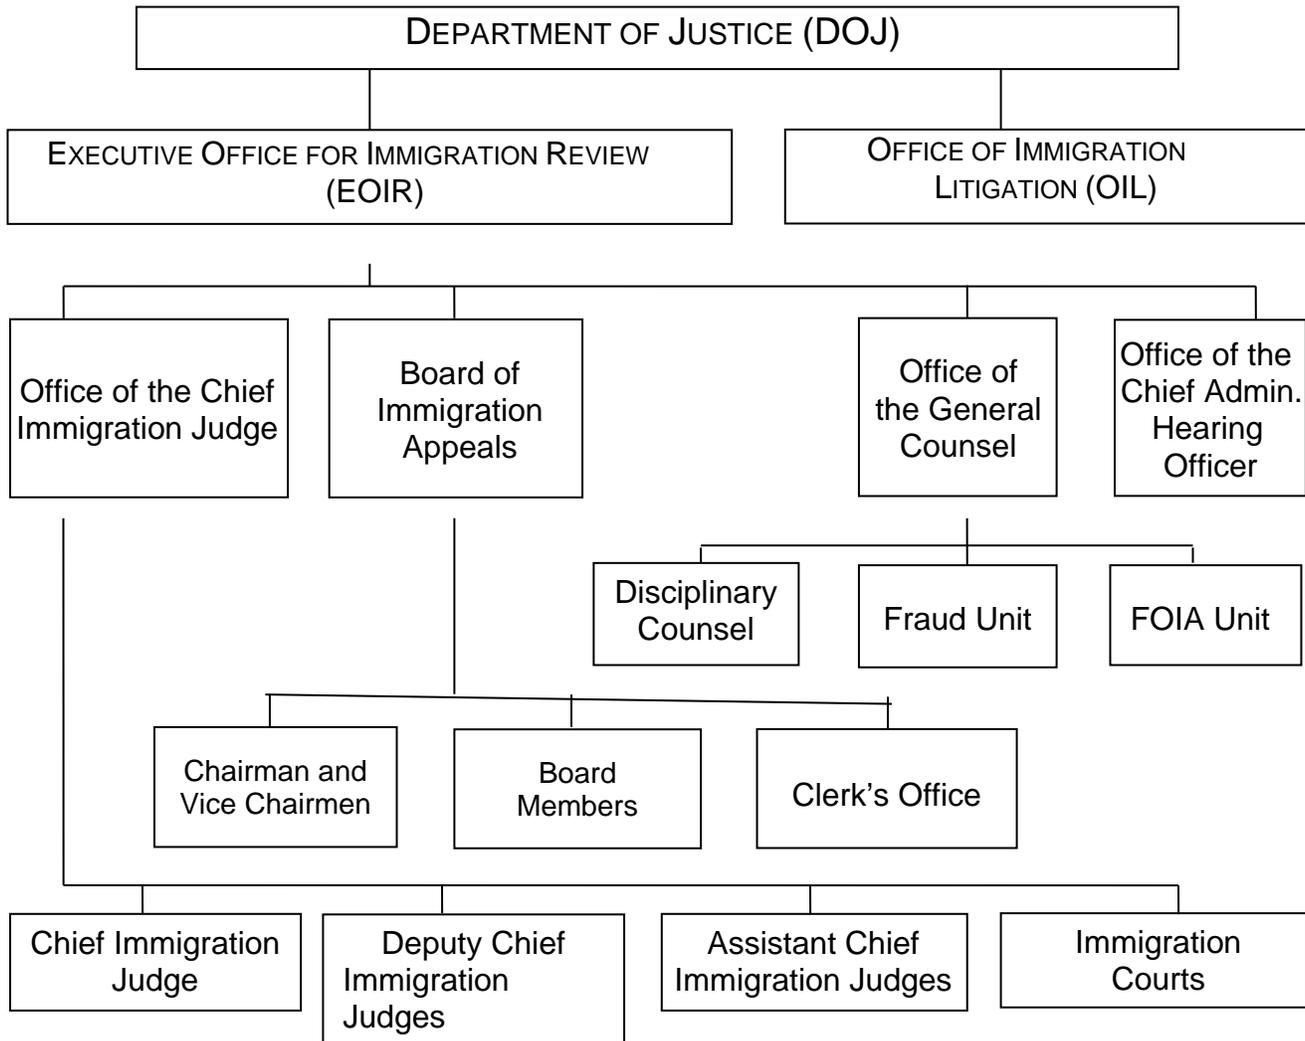 DEPARTMENT OF JUSTICE (DOJ)
EXECUTIVE OFFICE FOR IMMIGRATION REVIEW
(EOIR)
OFFICE OF IMMIGRATION
LITIGATION (OIL)
Office of the Chief
Immigration Judge
Board of
Immigration
Appeals
Office of
the General
Counsel
Office of the
Chief Admin.
Hearing
Officer
Disciplinary
Counsel
Fraud Unit
FOIA Unit
Chairman and
Vice Chairmen
Board
Members
Clerk’s Office
Chief Immigration
Judge
Deputy Chief
Immigration
Judges
Assistant Chief
Immigration Judges
Immigration
Courts